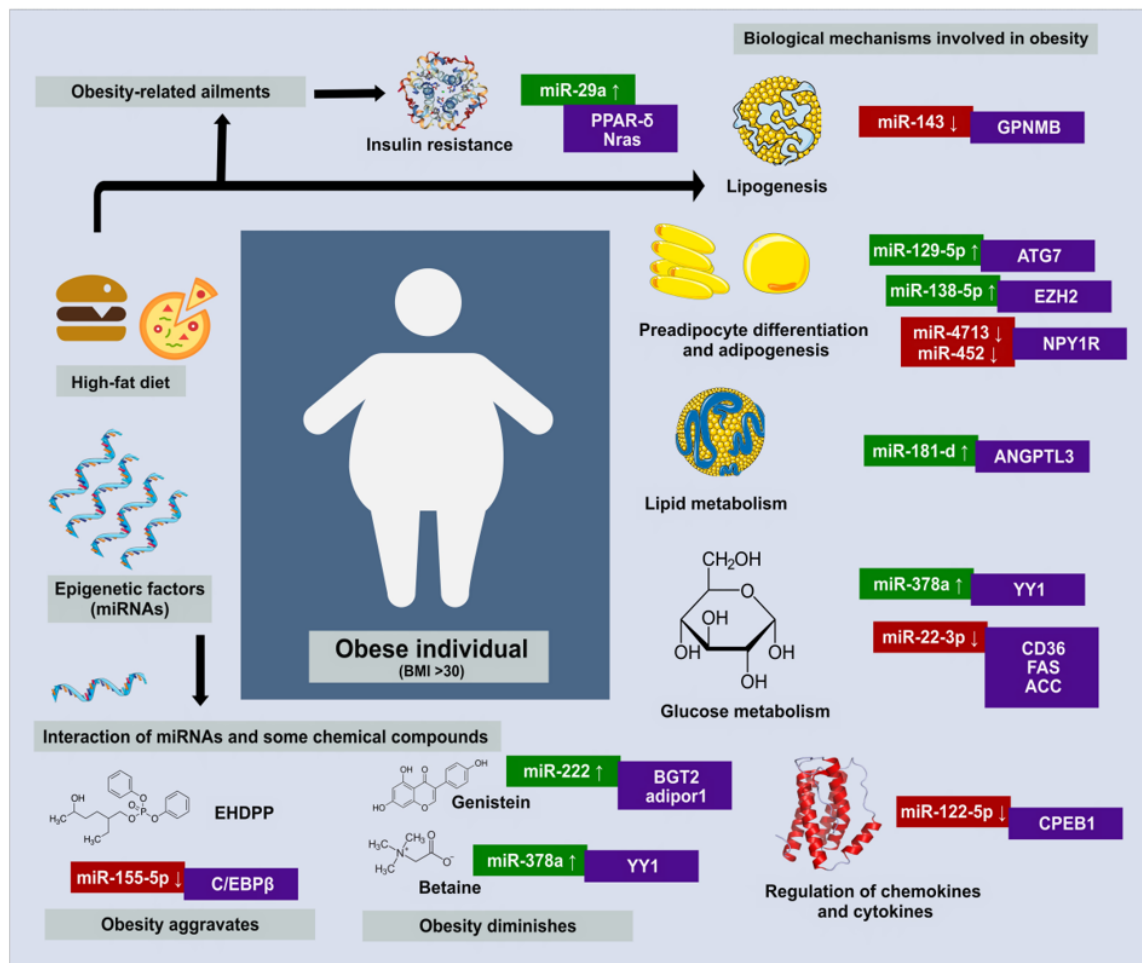 Biological mechanisms involved in obesity
Obesity-related ailments
Insulin resistance
miR-29a ↑
PPAR-δ
Nras
Lipogenesis
miR-143 ↓
GPNMB
High-fat diet
Preadipocyte differentiation
and adipogenesis
miR-129-5p ↑
ATG7
miR-138-5p ↑
EZH2
miR-4713 ↓
miR-452 ↓
NPY1R
Lipid metabolism
miR-181-d ↑
ANGPTL3
Epigenetic factors
(miRNAs)
Obese individual
(BMI >30)
CH₂OH
O
OH
OH
OH
OH
Glucose metabolism
miR-378a ↑
YY1
miR-22-3p ↓
CD36
FAS
ACC
Interaction of miRNAs and some chemical compounds
OH
H₃C
CH₃
O
O
P
O
O
EHDPP
miR-155-5p ↓
C/EBPβ
Obesity aggravates
OH
O
OH
HO
O
Genistein
miR-222 ↑
BGT2
adipor1
H₃C
CH₃
N⁺
H₃C
O
O⁻
Betaine
miR-378a ↑
YY1
Obesity diminishes
miR-122-5p ↓
CPEB1
Regulation of chemokines
and cytokines